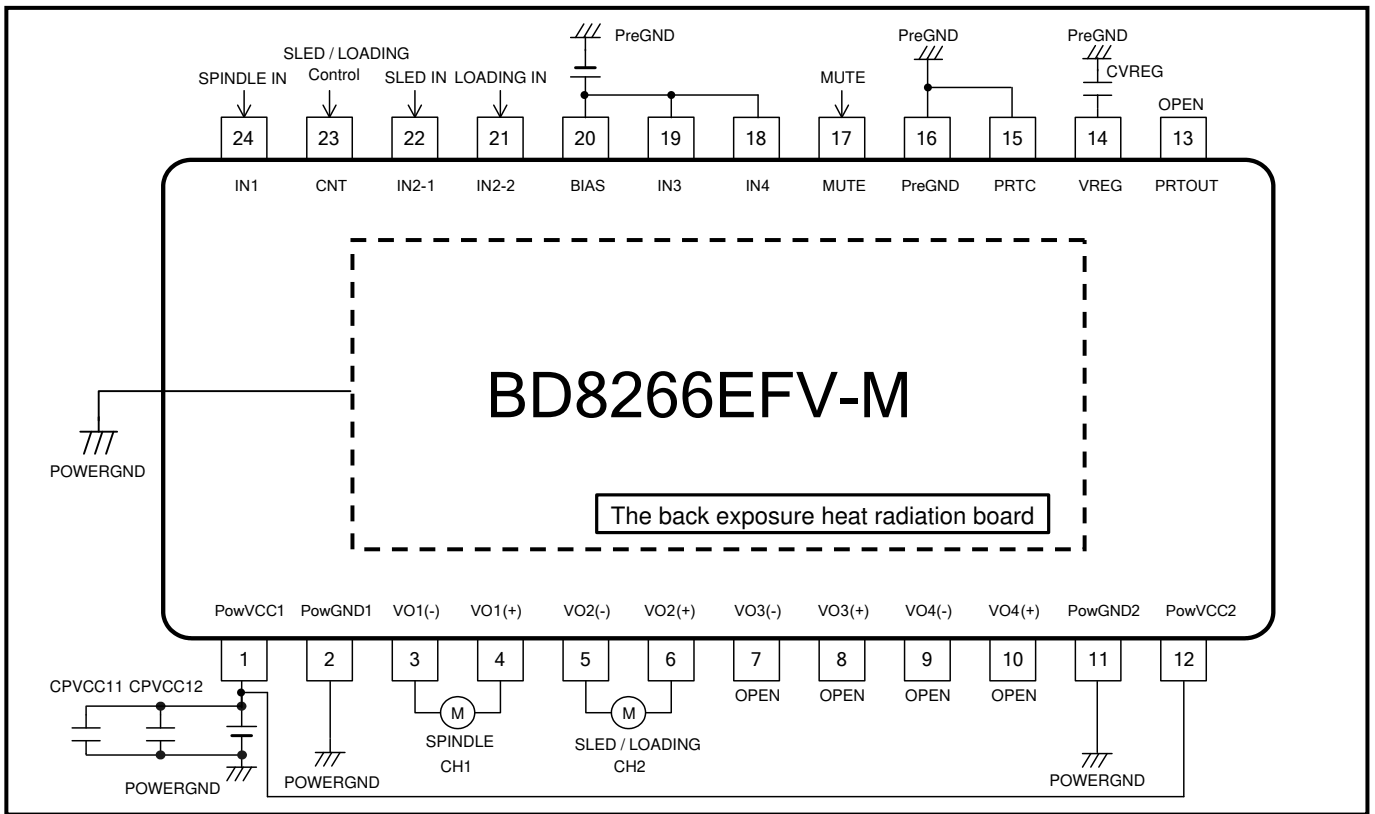 PreGND
PreGND
PreGND
SLED / LOADING
Control
SPINDLE IN
SLED IN
LOADING IN
MUTE
CVREG
OPEN
24
23
22
21
20
19
18
17
16
15
14
13
IN1
CNT
IN2-1
IN2-2
BIAS
IN3
IN4
MUTE
PreGND
PRTC
VREG
PRTOUT
BD8266EFV-M
POWERGND
The back exposure heat radiation board
PowVCC1
PowGND1
VO1(-)
VO1(+)
VO2(-)
VO2(+)
VO3(-)
VO3(+)
VO4(-)
VO4(+)
PowGND2
PowVCC2
1
2
3
4
5
6
7
8
9
10
11
12
CPVCC11
CPVCC12
OPEN
OPEN
OPEN
OPEN
M
M
SPINDLE
CH1
SLED / LOADING
CH2
POWERGND
POWERGND
POWERGND